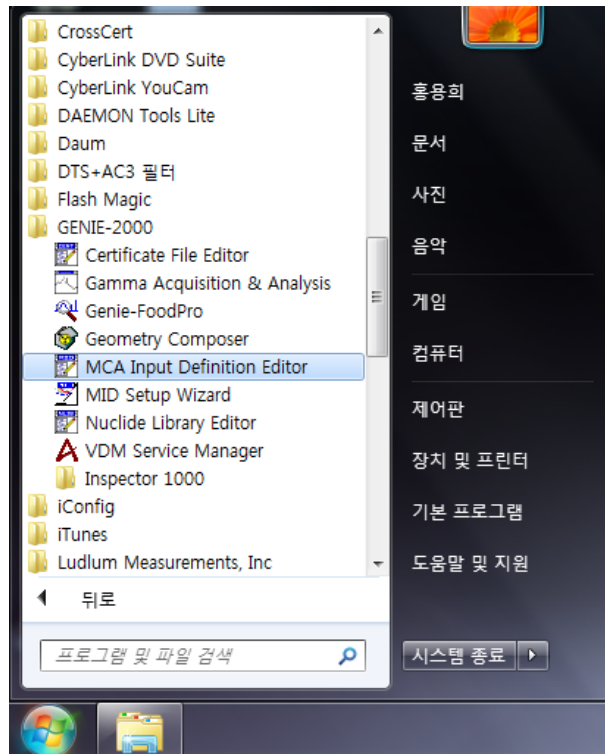 CrossCert
CyberLink DVD Suite
CyberLink YouCam
DAEMON Tools Lite
Daum
DTS+AC3 필터
Flash Magic
GENIE-2000
Certificate File Editor
Gamma Acquisition & Analysis
Genie-FoodPro
Geometry Composer
MCA Input Definition Editor
MID Setup Wizard
Nuclide Library Editor
VDM Service Manager
Inspector 1000
iConfig
iTunes
Ludlum Measurements, Inc
뒤로
프로그램 및 파일 검색
홍용희
문서
사진
음악
게임
컴퓨터
제어판
장치 및 프린터
기본 프로그램
도움말 및 지원
시스템 종료